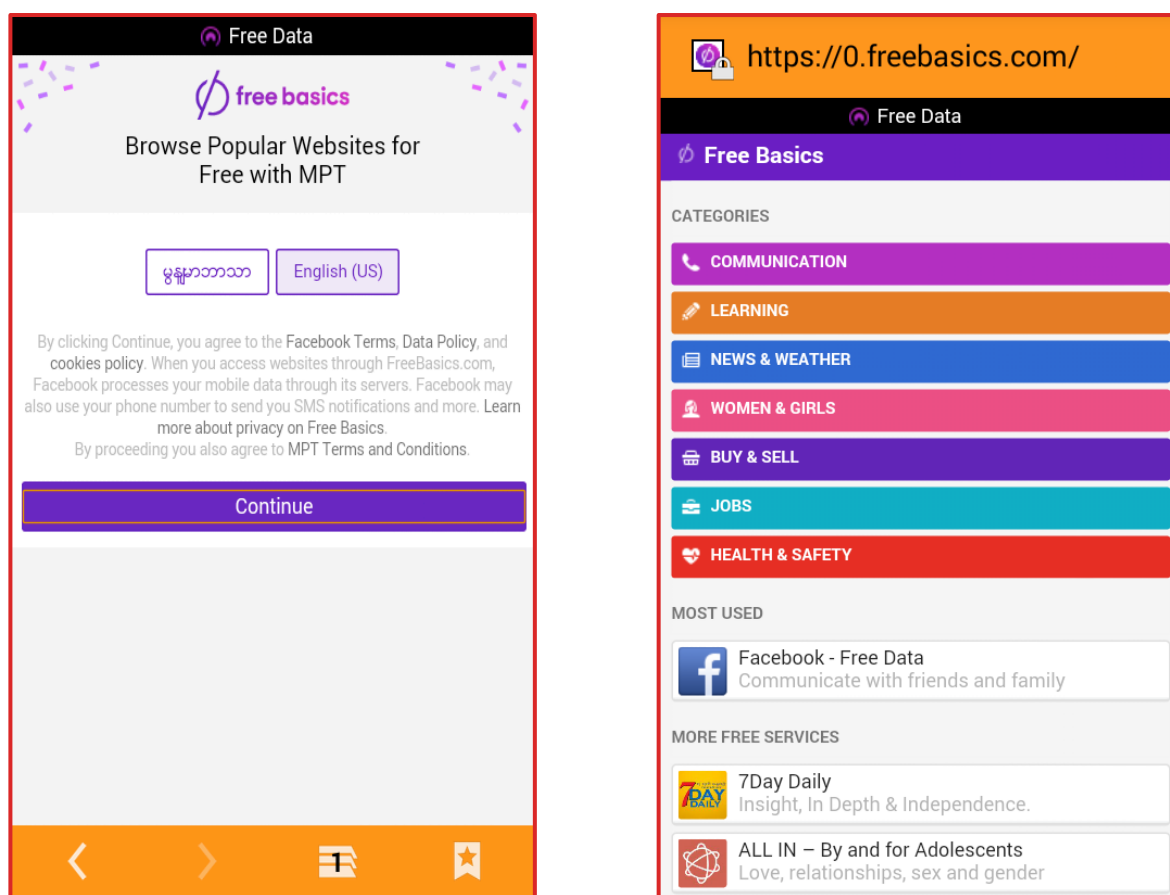 Free Data
free basics
Browse Popular Websites for
Free with MPT
မွန္ျမာဘာသာ
English (US)
By clicking Continue, you agree to the Facebook Terms, Data Policy, and
cookies policy. When you access websites through FreeBasics.com,
Facebook processes your mobile data through its servers. Facebook may
also use your phone number to send you SMS notifications and more. Learn
more about privacy on Free Basics.
By proceeding you also agree to MPT Terms and Conditions.
Continue
1
https://0.freebasics.com/
Free Data
Free Basics
CATEGORIES
COMMUNICATION
LEARNING
NEWS & WEATHER
WOMEN & GIRLS
BUY & SELL
JOBS
HEALTH & SAFETY
MOST USED
Facebook - Free Data
Communicate with friends and family
MORE FREE SERVICES
7Day Daily
7DAY
DAILY
Insight, In Depth & Independence.
ALL IN – By and for Adolescents
Love, relationships, sex and gender